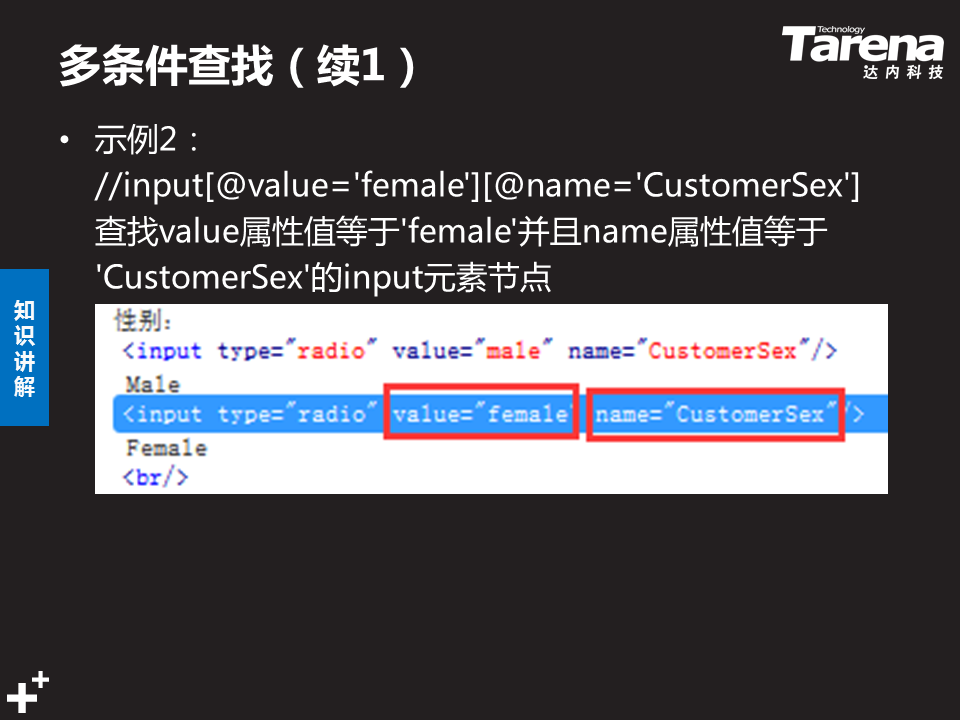 多条件查找（续1）
Technology
Tarena
达内科技
• 示例2：
//input[@value='female'][@name='CustomerSex']
查找value属性值等于'female'并且name属性值等于
'CustomerSex'的input元素节点
知识讲解
性别:
<input type="radio" value="male" name="CustomerSex"/>
Male
<input type="radio" value="female" name="CustomerSex"/>
Female
<br/>